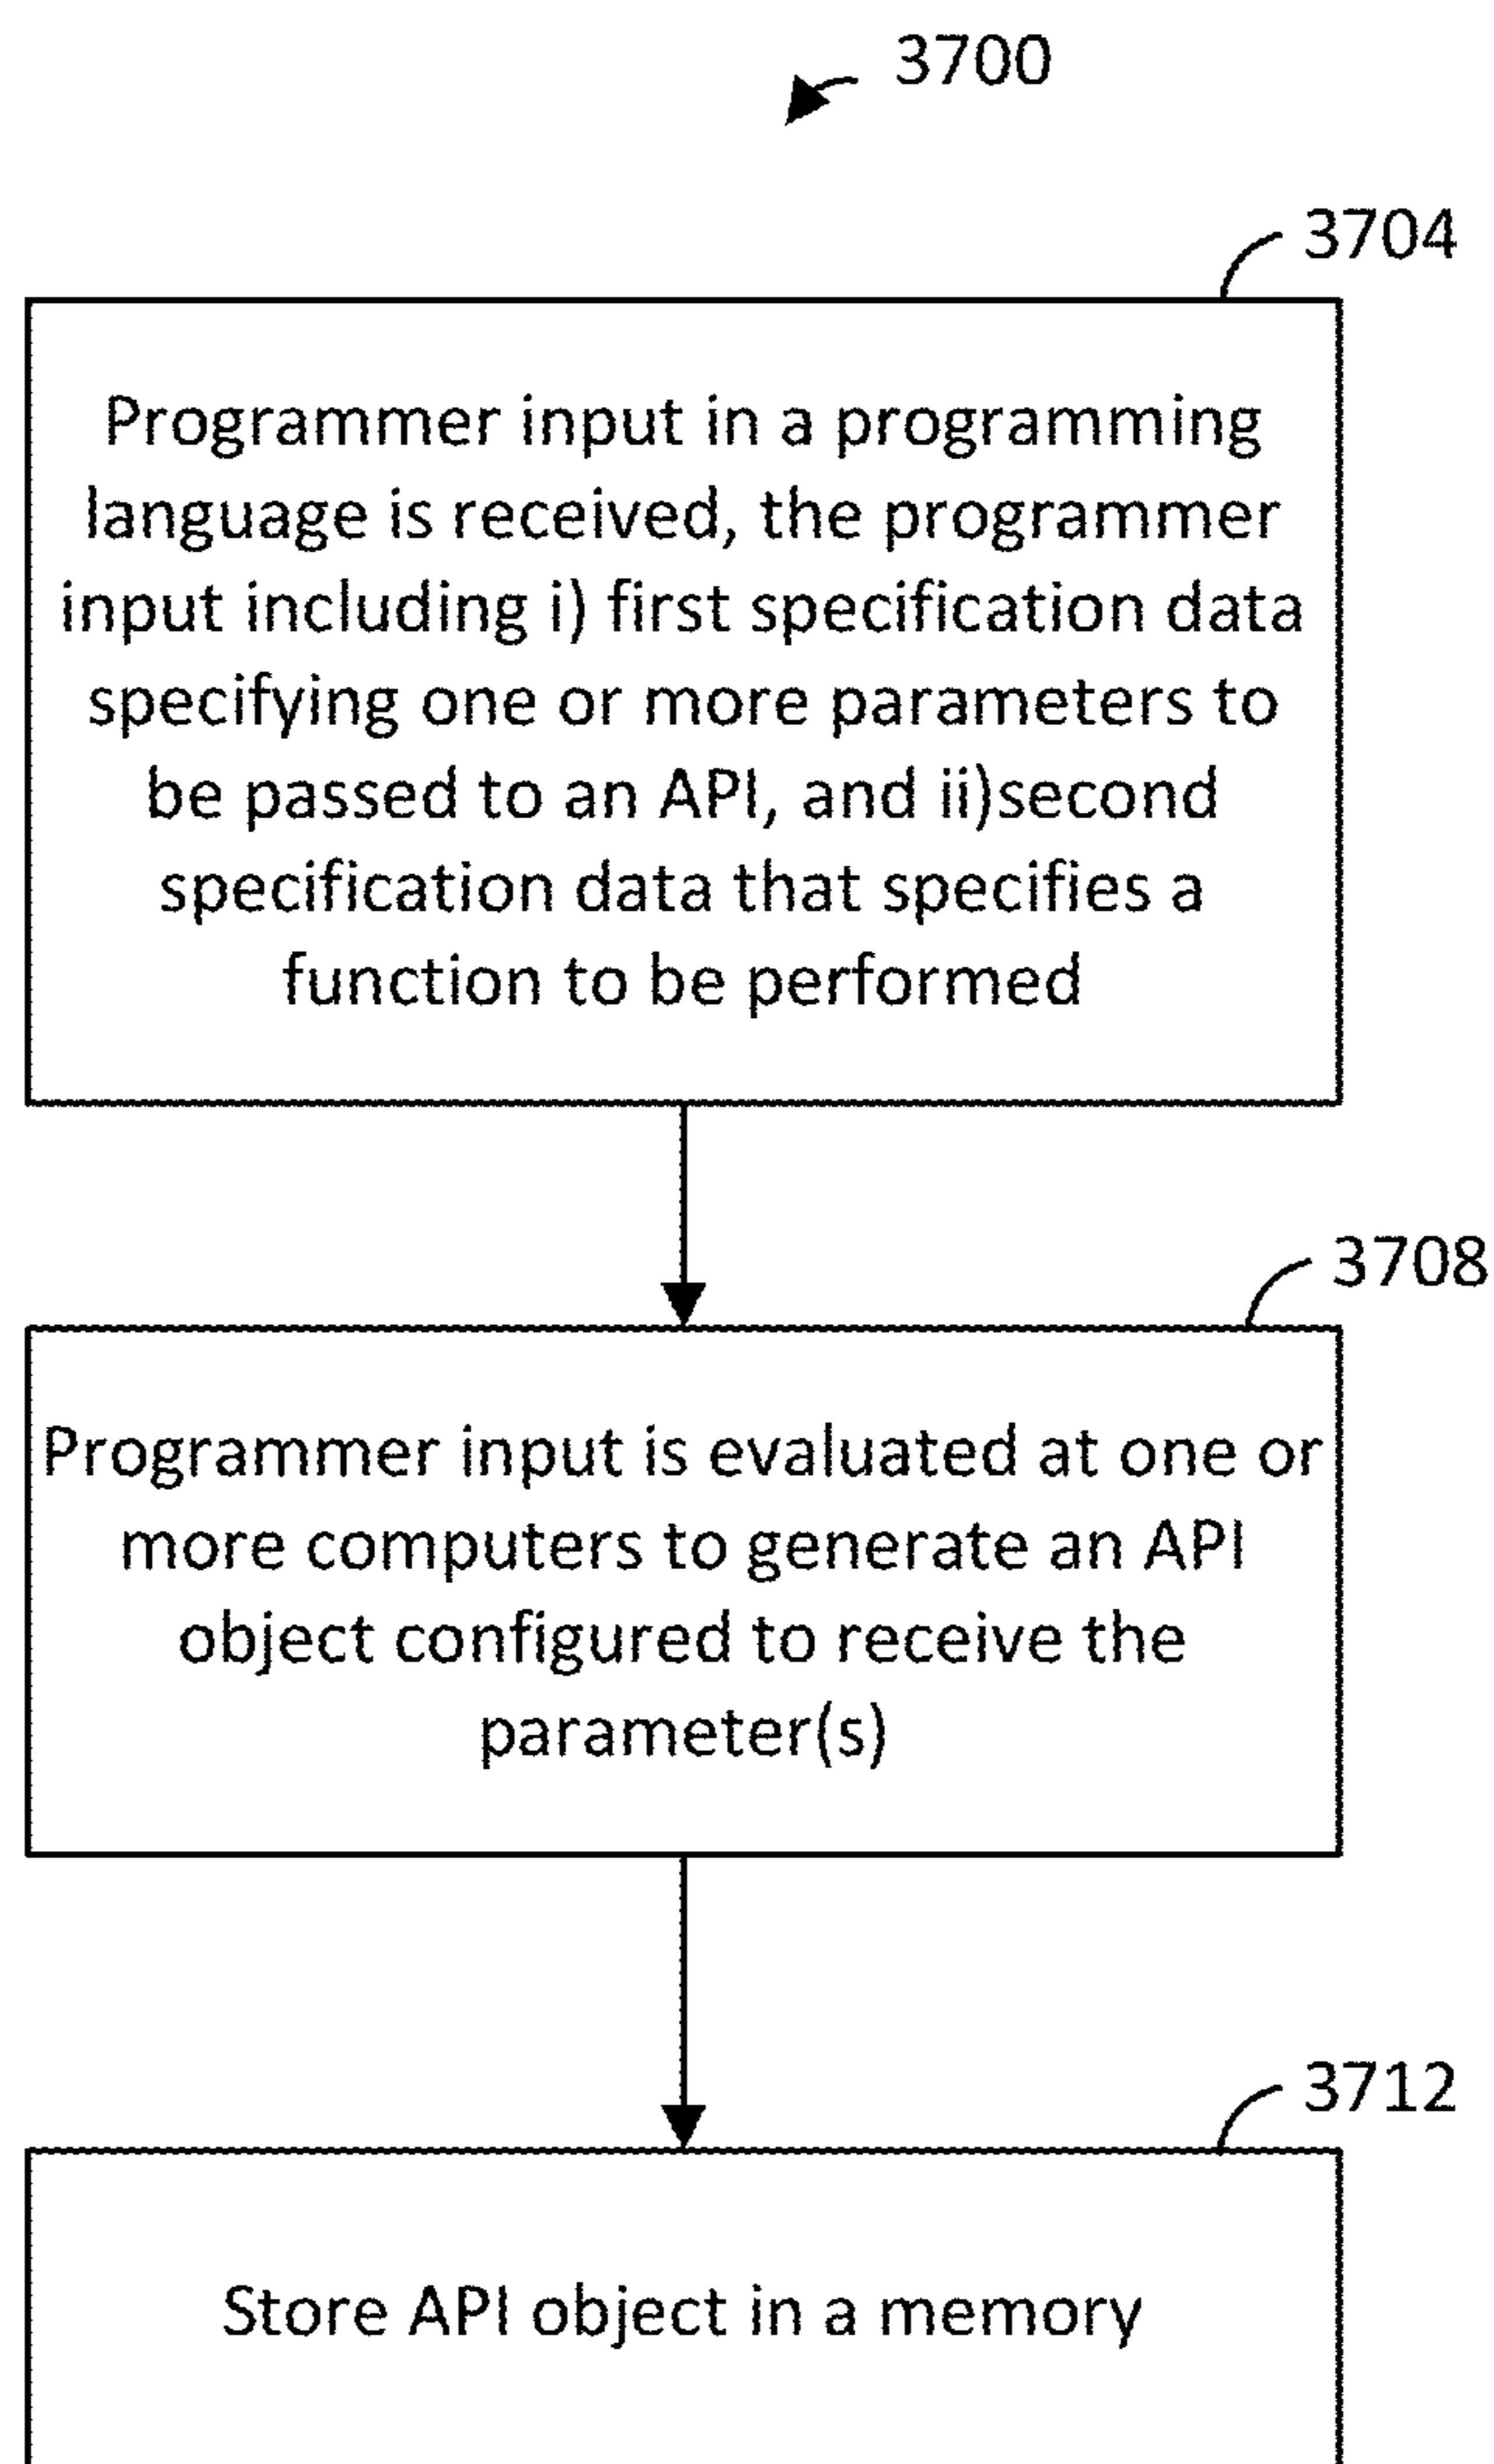 3700
3704
Programmer input in a programming
language is received, the programmer
input including i) first specification data
specifying one or more parameters to
be passed to an API, and ii)second
specification data that specifies a
function to be performed
3708
Programmer input is evaluated at one or
more computers to generate an API
object configured to receive the
parameter(s)
3712
Store API object in a memory